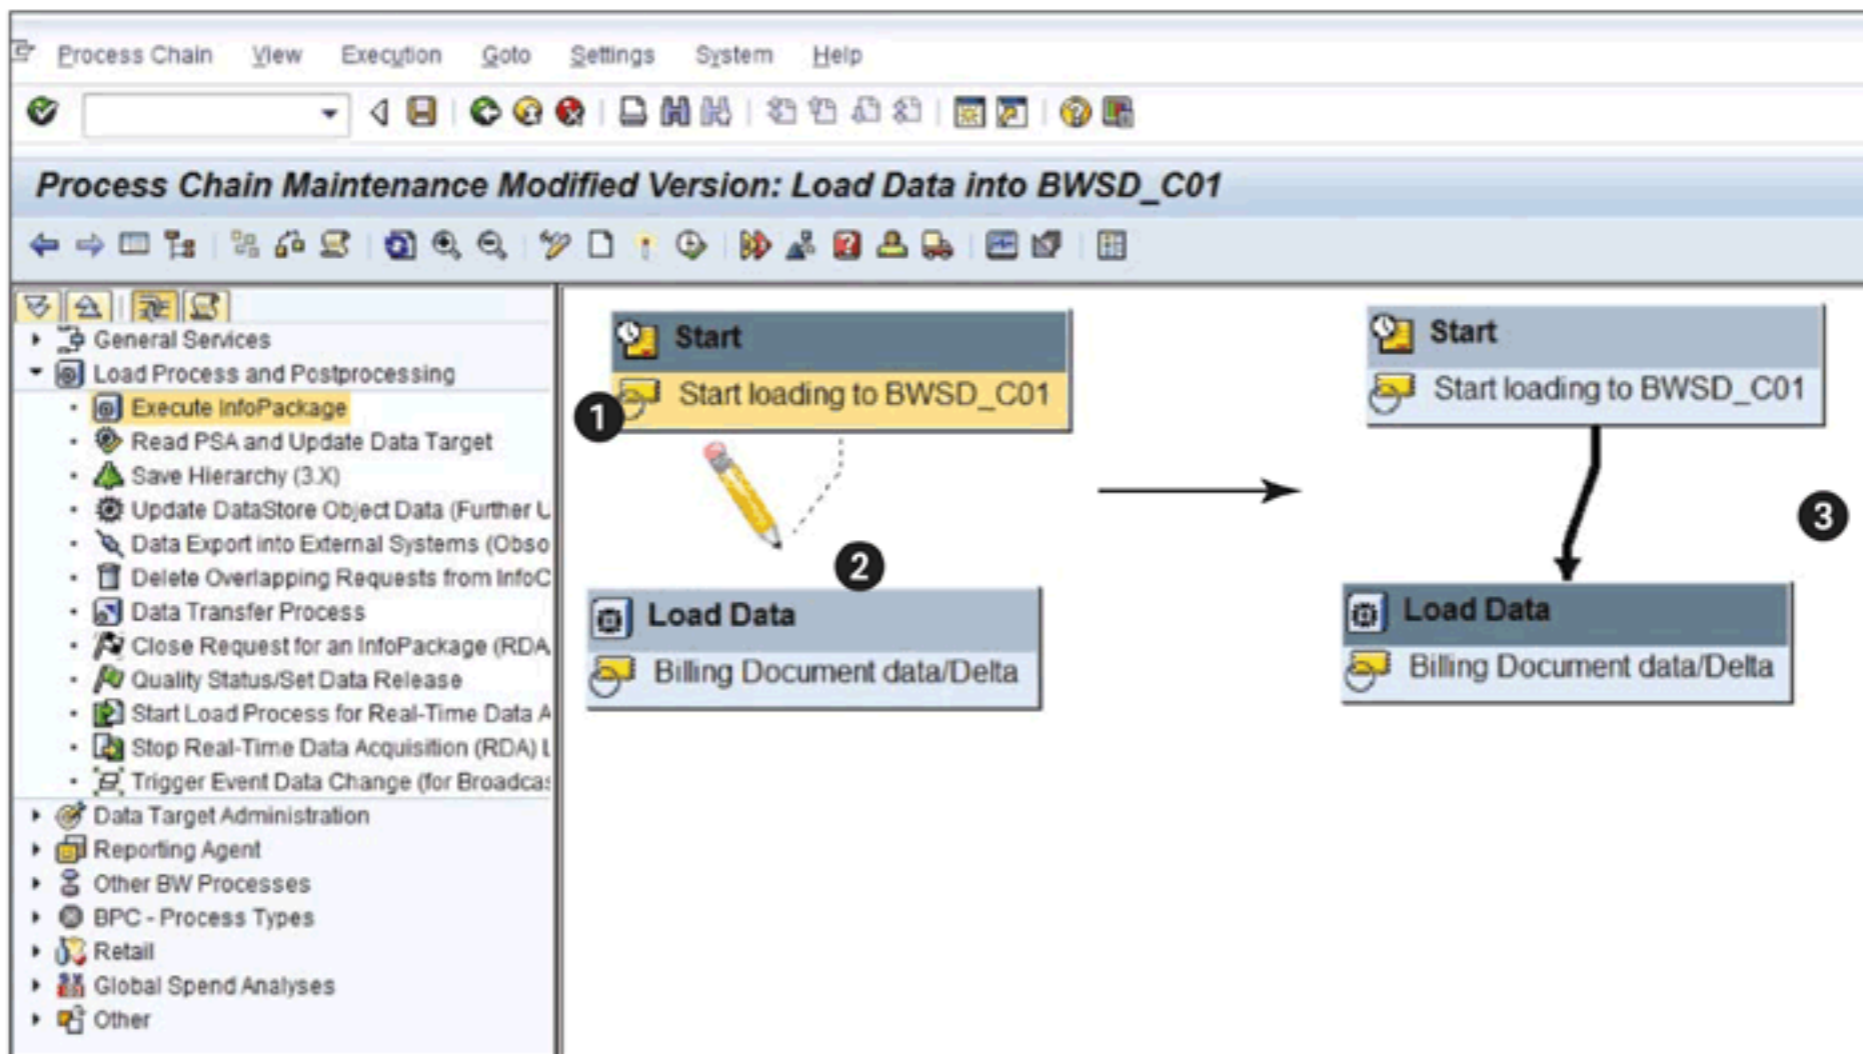 Process Chain View Execution Goto Settings System Help
Process Chain Maintenance Modified Version: Load Data into BWSD_C01
General Services
Load Process and Postprocessing
Execute InfoPackage
Read PSA and Update Data Target
Save Hierarchy (3.X)
Update DataStore Object Data (Further U
Data Export into External Systems (Obso
Delete Overlapping Requests from InfoC
Data Transfer Process
Close Request for an InfoPackage (RDA
Quality Status/Set Data Release
Start Load Process for Real-Time Data A
Stop Real-Time Data Acquisition (RDA) L
Trigger Event Data Change (for Broadcas
Data Target Administration
Reporting Agent
Other BW Processes
BPC - Process Types
Retail
Global Spend Analyses
Other
Start
Start loading to BWSD_C01
1
2
Load Data
Billing Document data/Delta
Start
Start loading to BWSD_C01
3
Load Data
Billing Document data/Delta